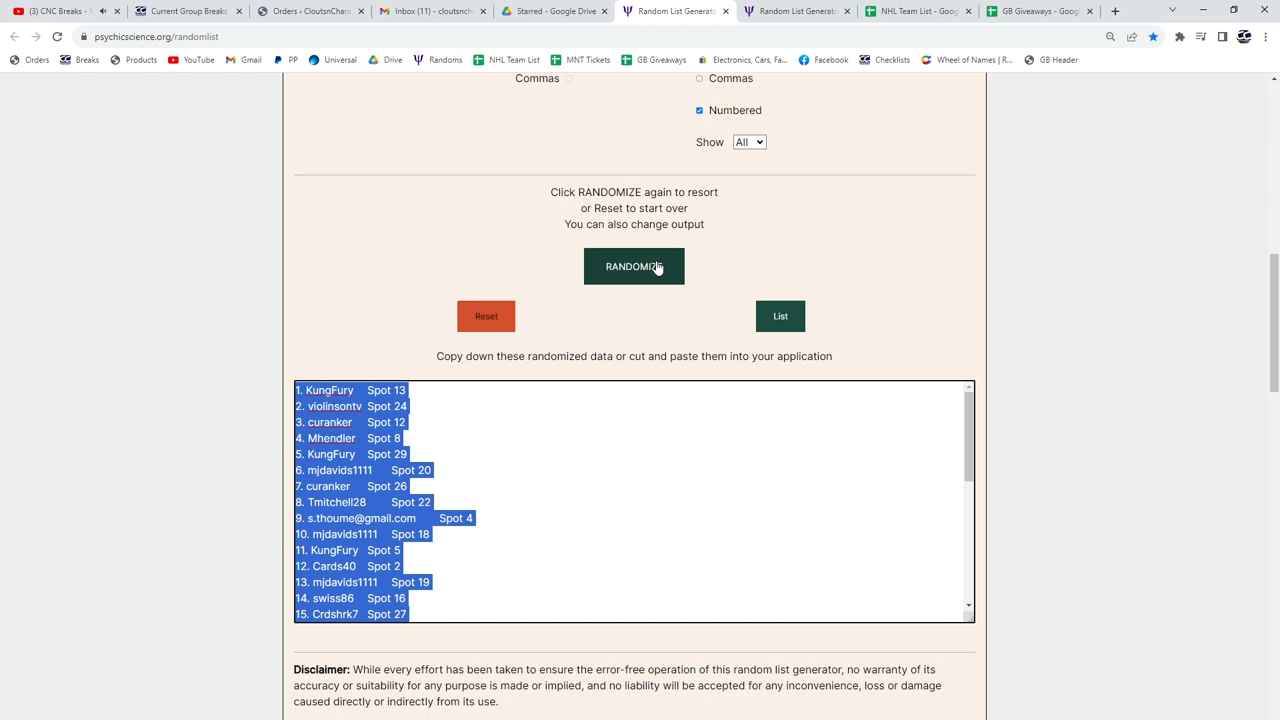 CNC Breaks - Y
Current Group Breaks
Orders < CloutsnChara
Inbox (11) - cloutsnch
Starred - Google Drive
Random List Generato
Random List Generato
NHL Team List - Goog
GB Giveaways - Googl
psychicscience.org/randomlist
Orders
Breaks
Products
YouTube
Gmail
PP
Universal
Drive
Randoms
NHL Team List
MNT Tickets
GB Giveaways
Electronics, Cars, Fa...
Facebook
Checklists
Wheel of Names | R...
GB Header
Commas
Commas
Numbered
Show All
Click RANDOMIZE again to resort
or Reset to start over
You can also change output
RANDOMIZE
Reset
List
Copy down these randomized data or cut and paste them into your application
1. KungFury Spot 13
2. violinsontv Spot 24
3. curanker Spot 12
4. Mhendler Spot 8
5. KungFury Spot 29
6. mjdavids1111 Spot 20
7. curanker Spot 26
8. Tmitchell28 Spot 22
9. s.thoume@gmail.com Spot 4
10. mjdavids1111 Spot 18
11. KungFury Spot 5
12. Cards40 Spot 2
13. mjdavids1111 Spot 19
14. swiss86 Spot 16
15. Crdshrk7 Spot 27
Disclaimer: While every effort has been taken to ensure the error-free operation of this random list generator, no warranty of its
accuracy or suitability for any purpose is made or implied, and no liability will be accepted for any inconvenience, loss or damage
caused directly or indirectly from its use.